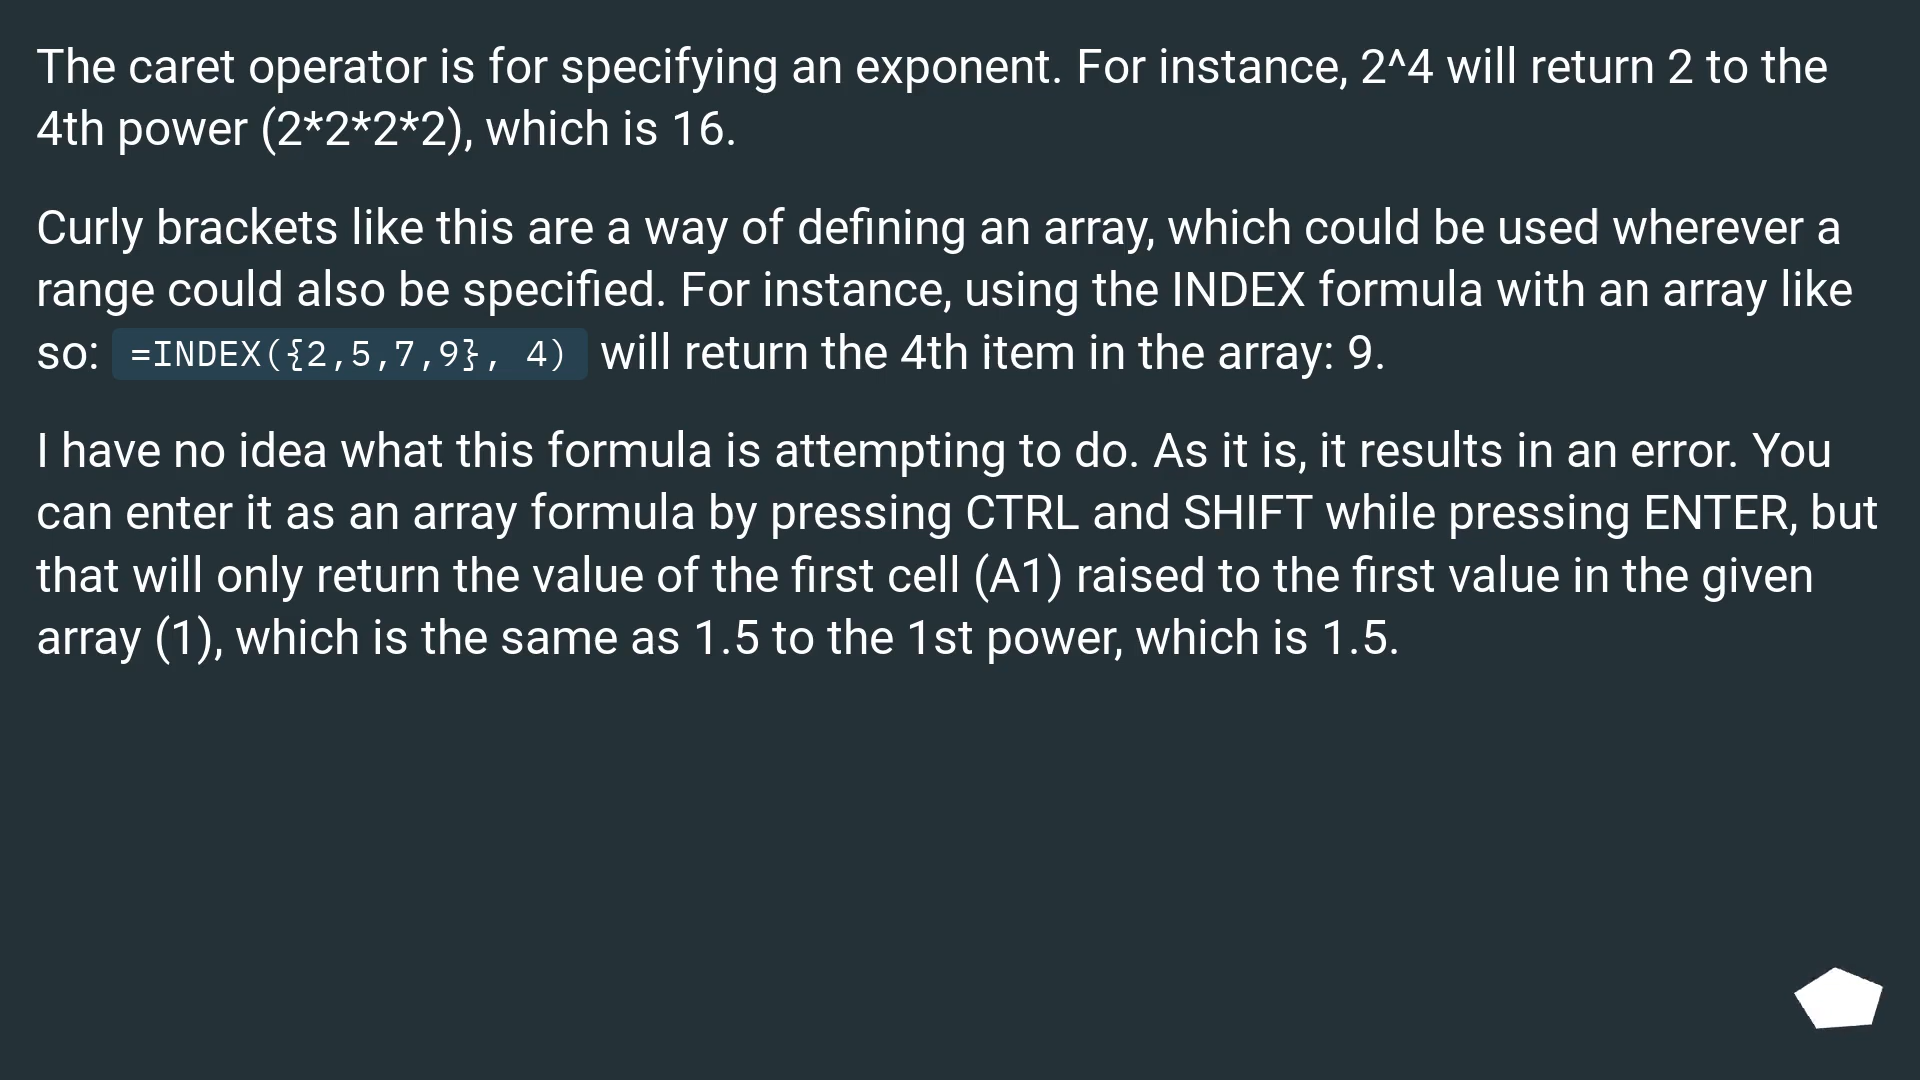 The caret operator is for specifying an exponent. For instance, 2^4 will return 2 to the
4th power (2*2*2*2), which is 16.
Curly brackets like this are a way of defining an array, which could be used wherever a
range could also be specified. For instance, using the INDEX formula with an array like
so: =INDEX({2,5,7,9}, 4) will return the 4th item in the array: 9.
I have no idea what this formula is attempting to do. As it is, it results in an error. You
can enter it as an array formula by pressing CTRL and SHIFT while pressing ENTER, but
that will only return the value of the first cell (A1) raised to the first value in the given
array (1), which is the same as 1.5 to the 1st power, which is 1.5.